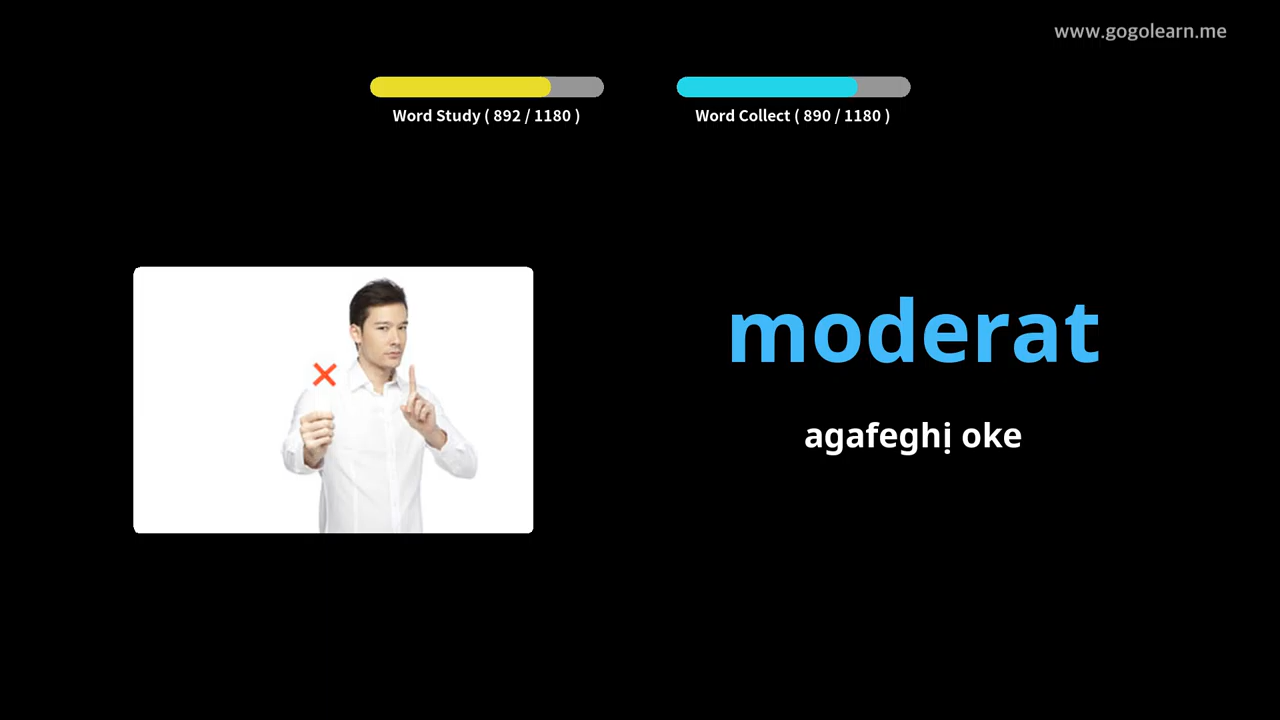 www.gogolearn.me
Word Study ( 892 / 1180 )
Word Collect ( 890 / 1180 )
moderat
agafeghị oke